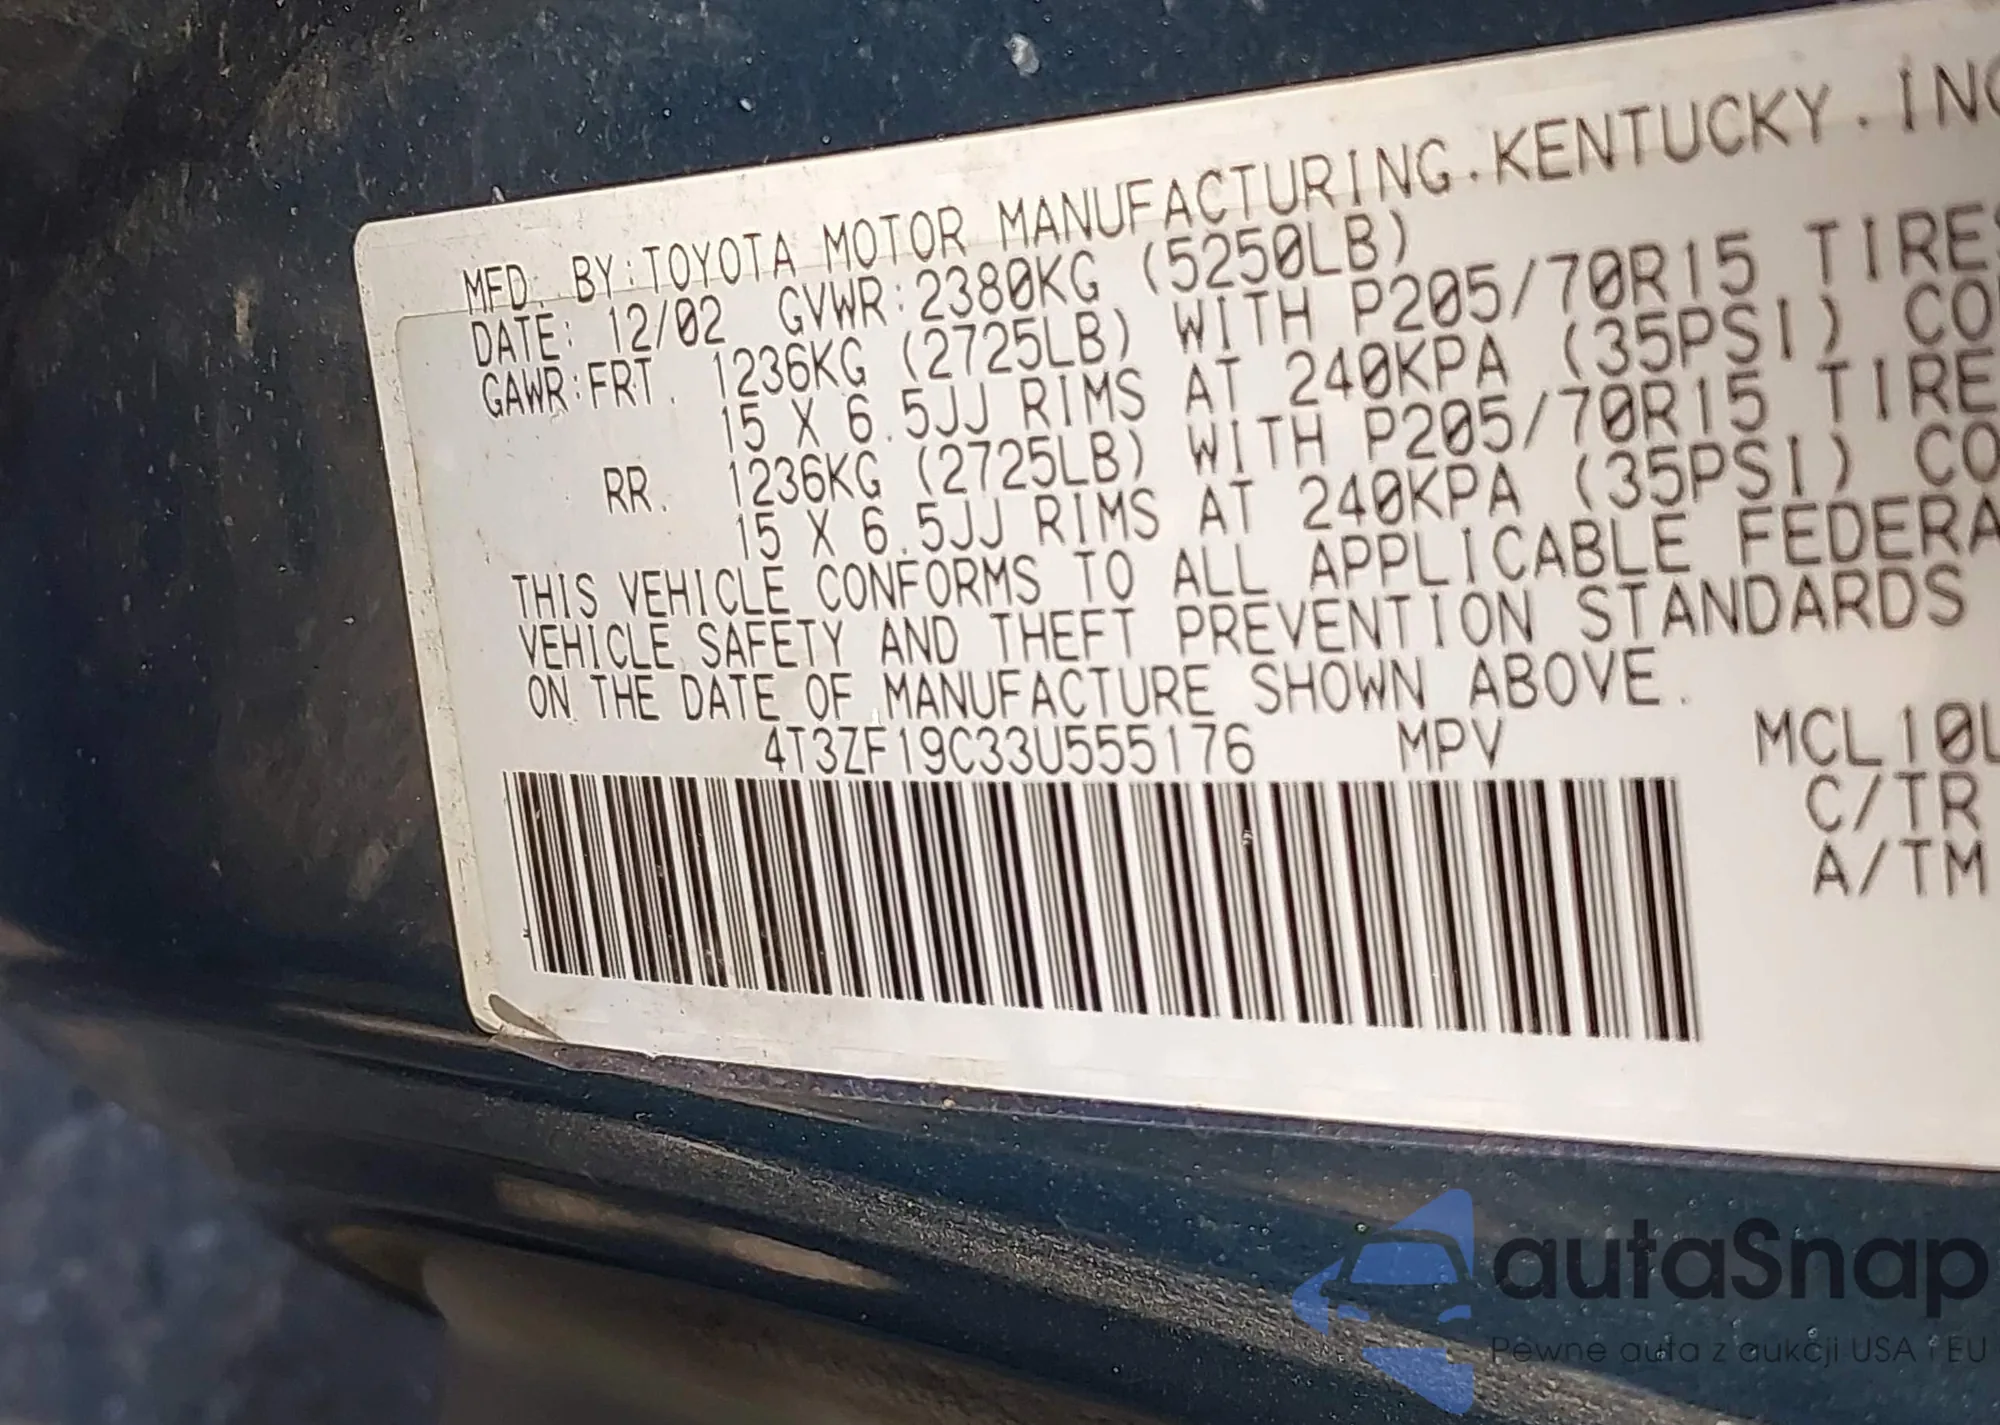 MFD. BY:TOYOTA MOTOR MANUFACTURING.KENTUCKY.INC
DATE: 12/02 GVWR:2380KG (5250LB)
GAWR:FRT. 1236KG (2725LB) WITH P205/70R15 TIRES
15 X 6.5JJ RIMS AT 240KPA (35PSI) CO
RR. 1236KG (2725LB) WITH P205/70R15 TIRE
15 X 6.5JJ RIMS AT 240KPA (35PSI) CO
THIS VEHICLE CONFORMS TO ALL APPLICABLE FEDERA
VEHICLE SAFETY AND THEFT PREVENTION STANDARDS
ON THE DATE OF MANUFACTURE SHOWN ABOVE.
4T3ZF19C33U555176 MPV MCL10L
C/TR
A/TM
autaSnap
Pewne auta z aukcji USA i EU